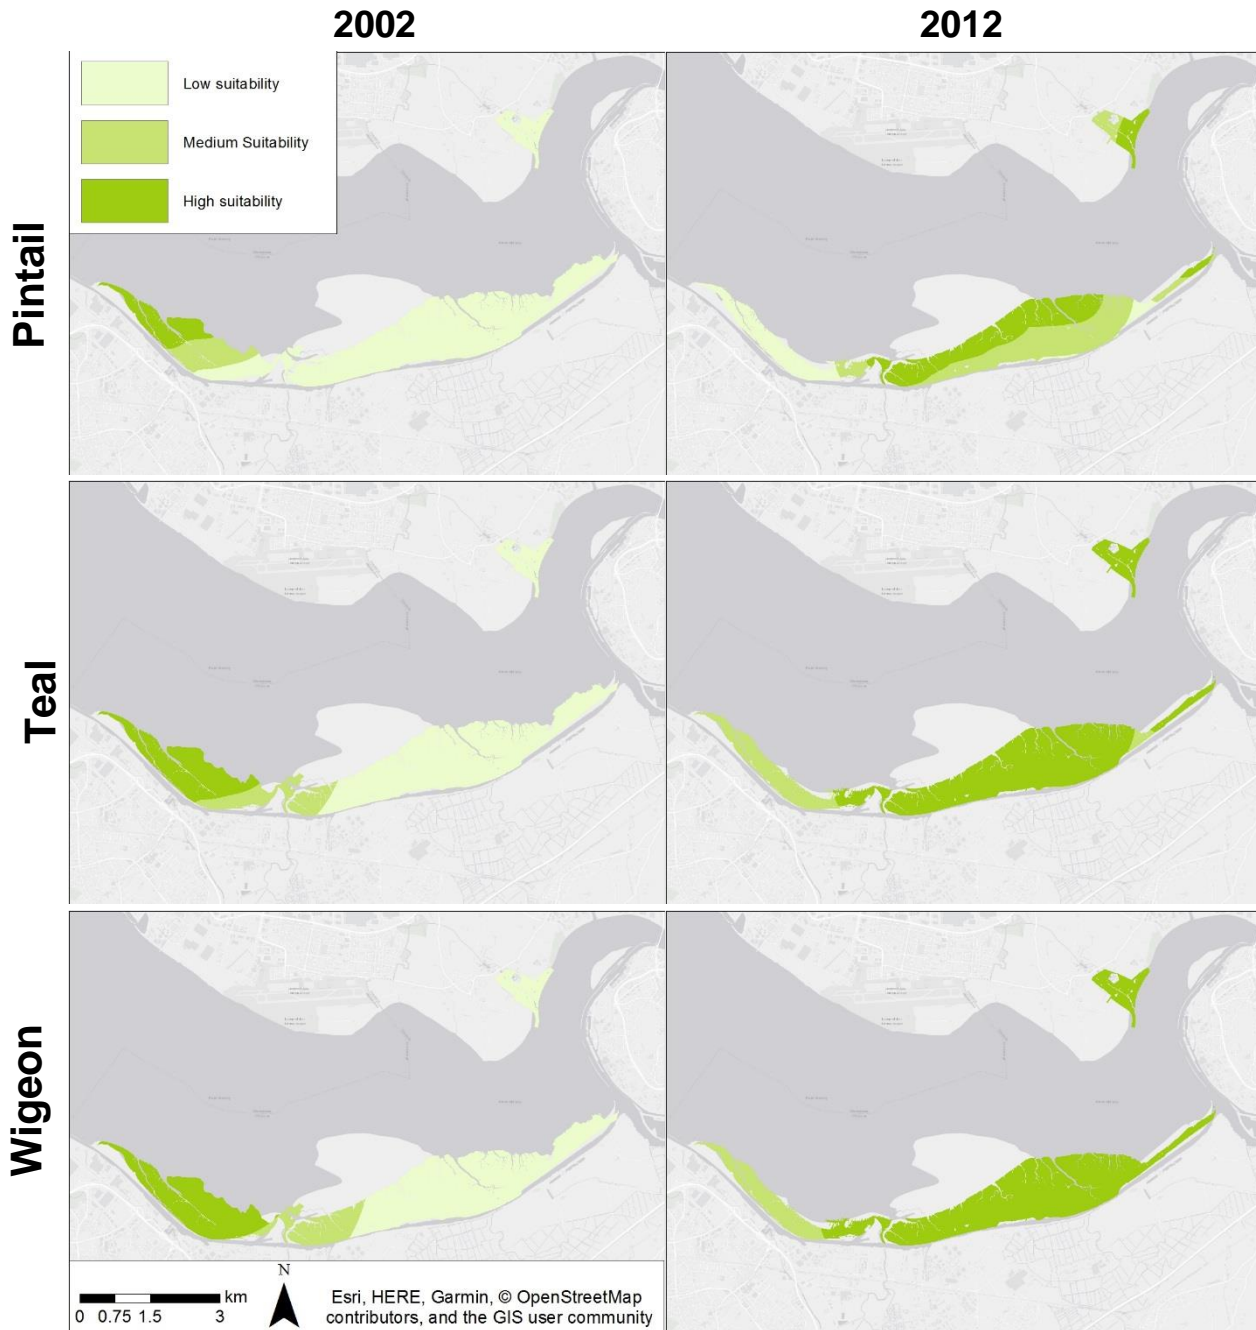 2002
2012
Low suitability
Medium Suitability
High suitability
Pintail
Teal
Wigeon
N
km
0 0.75 1.5 3
Esri, HERE, Garmin, © OpenStreetMap
contributors, and the GIS user community